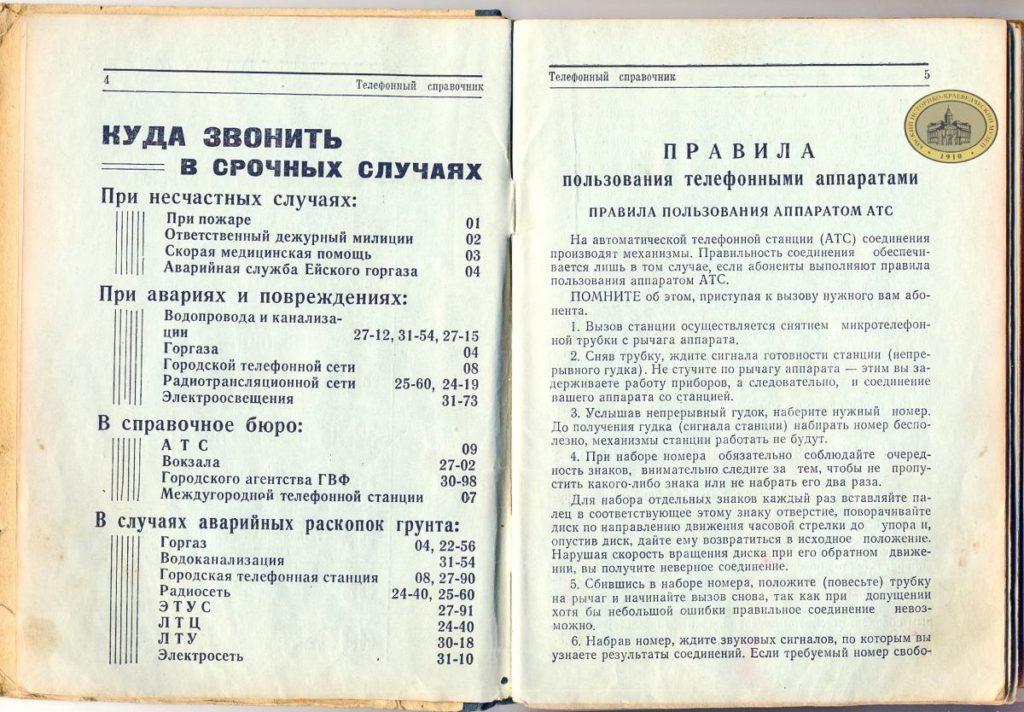 4
Телефонный справочник
КУДА ЗВОНИТЬ
В СРОЧНЫХ СЛУЧАЯХ
При несчастных случаях:
При пожаре 01
Ответственный дежурный милиции 02
Скорая медицинская помощь 03
Аварийная служба Ейского горгаза 04
При авариях и повреждениях:
Водопровода и канализа-
ции 27-12, 31-54, 27-15
Горгаза 04
Городской телефонной сети 08
Радиотрансляционной сети 25-60, 24-19
Электроосвещения 31-73
В справочное бюро:
А Т С 09
Вокзала 27-02
Городского агентства ГВФ 30-98
Междугородней телефонной станции 07
В случаях аварийных раскопок грунта:
Горгаз 04, 22-56
Водоканализация 31-54
Городская телефонная станция 08, 27-90
Радиосеть 24-40, 25-60
Э Т У С 27-91
Л Т Ц 24-40
Л Т У 30-18
Электросеть 31-10
Телефонный справочник 5
ЕЙСКИЙ ИСТОРИКО-КРАЕВЕДЧЕСКИЙ МУЗЕЙ
1910
ПРАВИЛА
пользования телефонными аппаратами
ПРАВИЛА ПОЛЬЗОВАНИЯ АППАРАТОМ АТС
На автоматической телефонной станции (АТС) соединения
производят механизмы. Правильность соединения обеспечи-
вается лишь в том случае, если абоненты выполняют правила
пользования аппаратом АТС.
ПОМНИТЕ об этом, приступая к вызову нужного вам або-
нента.
1. Вызов станции осуществляется снятием микротелефон-
ной трубки с рычага аппарата.
2. Сняв трубку, ждите сигнала готовности станции (непре-
рывного гудка). Не стучите по рычагу аппарата — этим вы за-
держиваете работу приборов, а следовательно, и соединение
вашего аппарата со станцией.
3. Услышав непрерывный гудок, наберите нужный номер.
До получения гудка (сигнала станции) набирать номер беспо-
лезно, механизмы станции работать не будут.
4. При наборе номера обязательно соблюдайте очеред-
ность знаков, внимательно следите за тем, чтобы не пропу-
стить какого-либо знака или не набрать его два раза.
Для набора отдельных знаков каждый раз вставляйте па-
лец в соответствующее этому знаку отверстие, поворачивайте
диск по направлению движения часовой стрелки до упора и,
опустив диск, дайте ему возвратиться в исходное положение.
Нарушая скорость вращения диска при его обратном движе-
нии, вы получите неверное соединение.
5. Сбившись в наборе номера, положите (повесьте) трубку
на рычаг и начинайте вызов снова, так как при допущении
хотя бы небольшой ошибки правильное соединение невоз-
можно.
6. Набрав номер, ждите звуковых сигналов, по которым вы
узнаете результаты соединений. Если требуемый номер свобо-